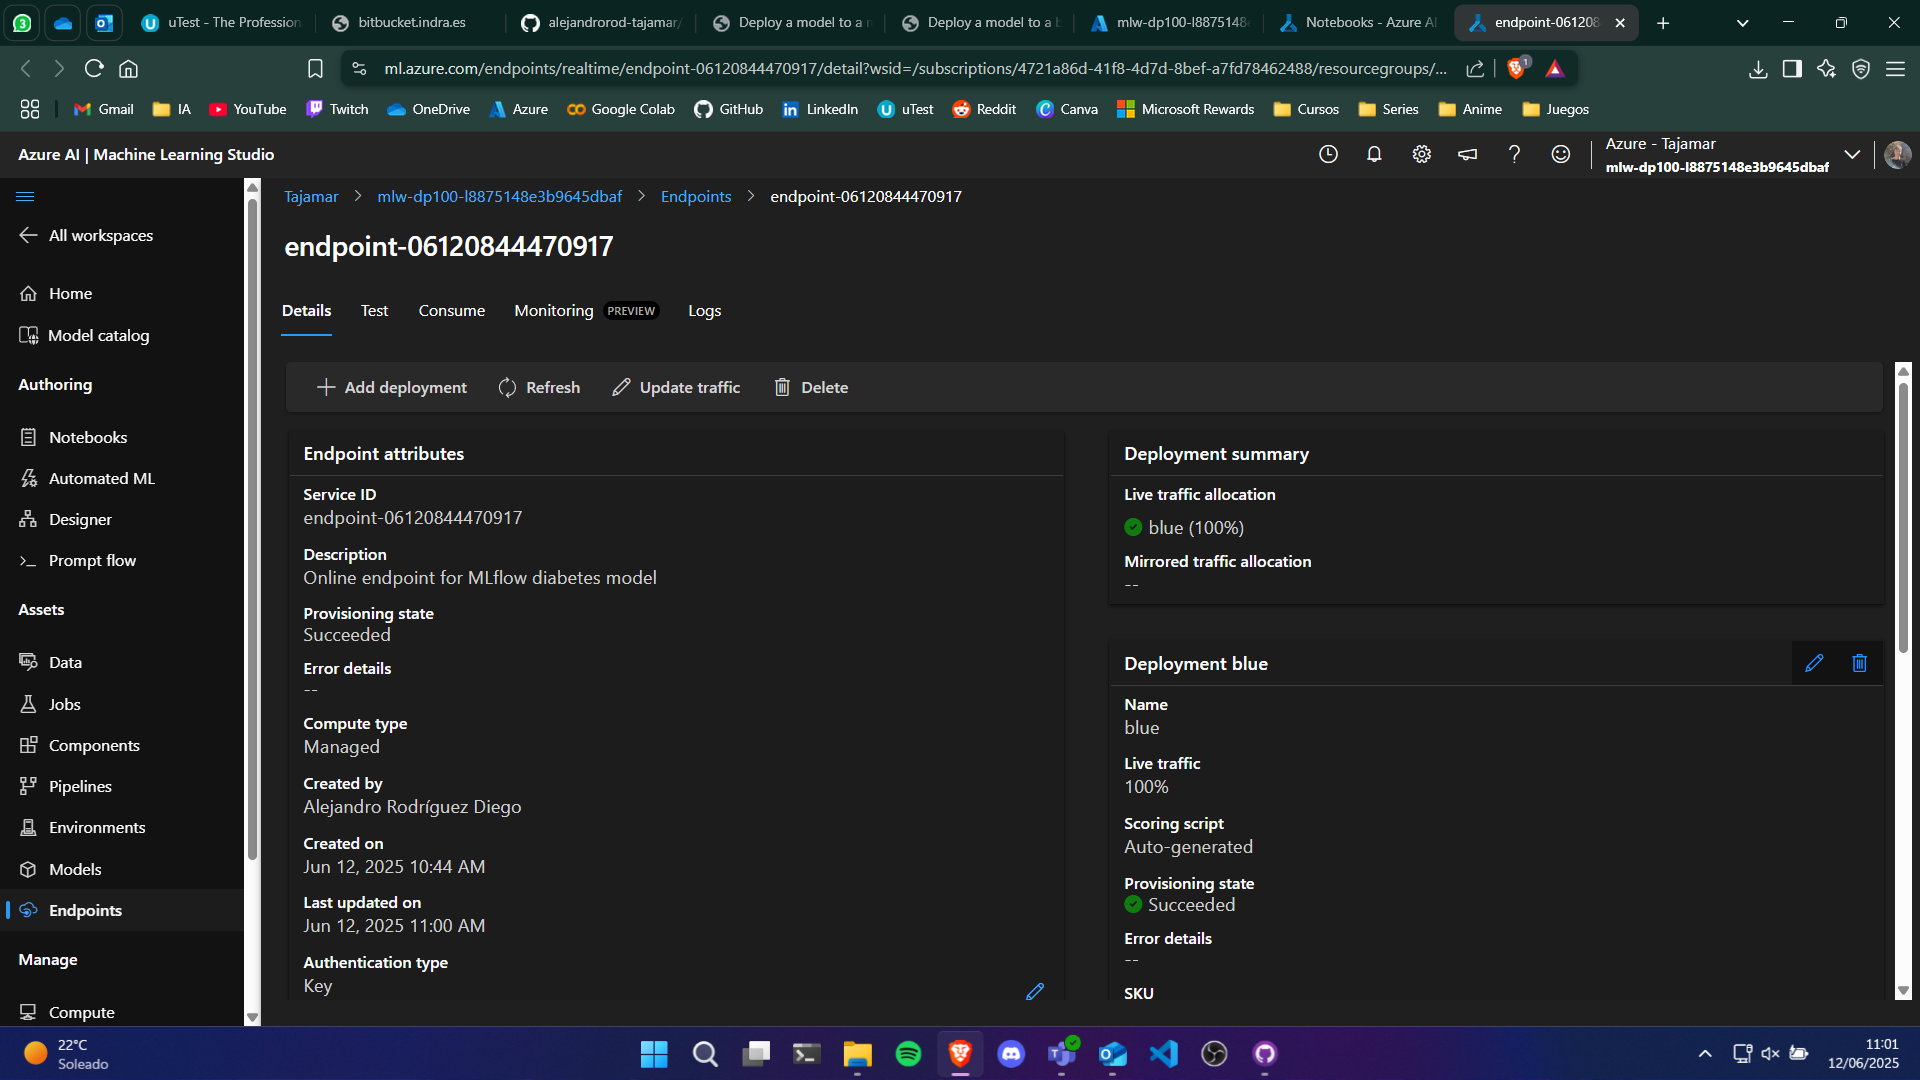 uTest - The Profession
bitbucket.indra.es
alejandrorod-tajamar/
Deploy a model to a
Deploy a model to a b
mlw-dp100-l8875148
Notebooks - Azure AI
endpoint-061208
ml.azure.com/endpoints/realtime/endpoint-06120844470917/detail?wsid=/subscriptions/4721a86d-41f8-4d7d-8bef-a7fd78462488/resourcegroups/...
1
Gmail
IA
YouTube
Twitch
OneDrive
Azure
Google Colab
GitHub
LinkedIn
uTest
Reddit
Canva
Microsoft Rewards
Cursos
Series
Anime
Juegos
Azure AI | Machine Learning Studio
Azure - Tajamar
mlw-dp100-l8875148e3b9645dbaf
All workspaces
Home
Model catalog
Authoring
Notebooks
Automated ML
Designer
Prompt flow
Assets
Data
Jobs
Components
Pipelines
Environments
Models
Endpoints
Manage
Compute
Tajamar > mlw-dp100-l8875148e3b9645dbaf > Endpoints > endpoint-06120844470917
endpoint-06120844470917
Details
Test
Consume
Monitoring PREVIEW
Logs
Add deployment
Refresh
Update traffic
Delete
Endpoint attributes
Service ID
endpoint-06120844470917
Description
Online endpoint for MLflow diabetes model
Provisioning state
Succeeded
Error details
--
Compute type
Managed
Created by
Alejandro Rodríguez Diego
Created on
Jun 12, 2025 10:44 AM
Last updated on
Jun 12, 2025 11:00 AM
Authentication type
Key
Deployment summary
Live traffic allocation
blue (100%)
Mirrored traffic allocation
--
Deployment blue
Name
blue
Live traffic
100%
Scoring script
Auto-generated
Provisioning state
Succeeded
Error details
--
SKU
22°C
Soleado
11:01
12/06/2025